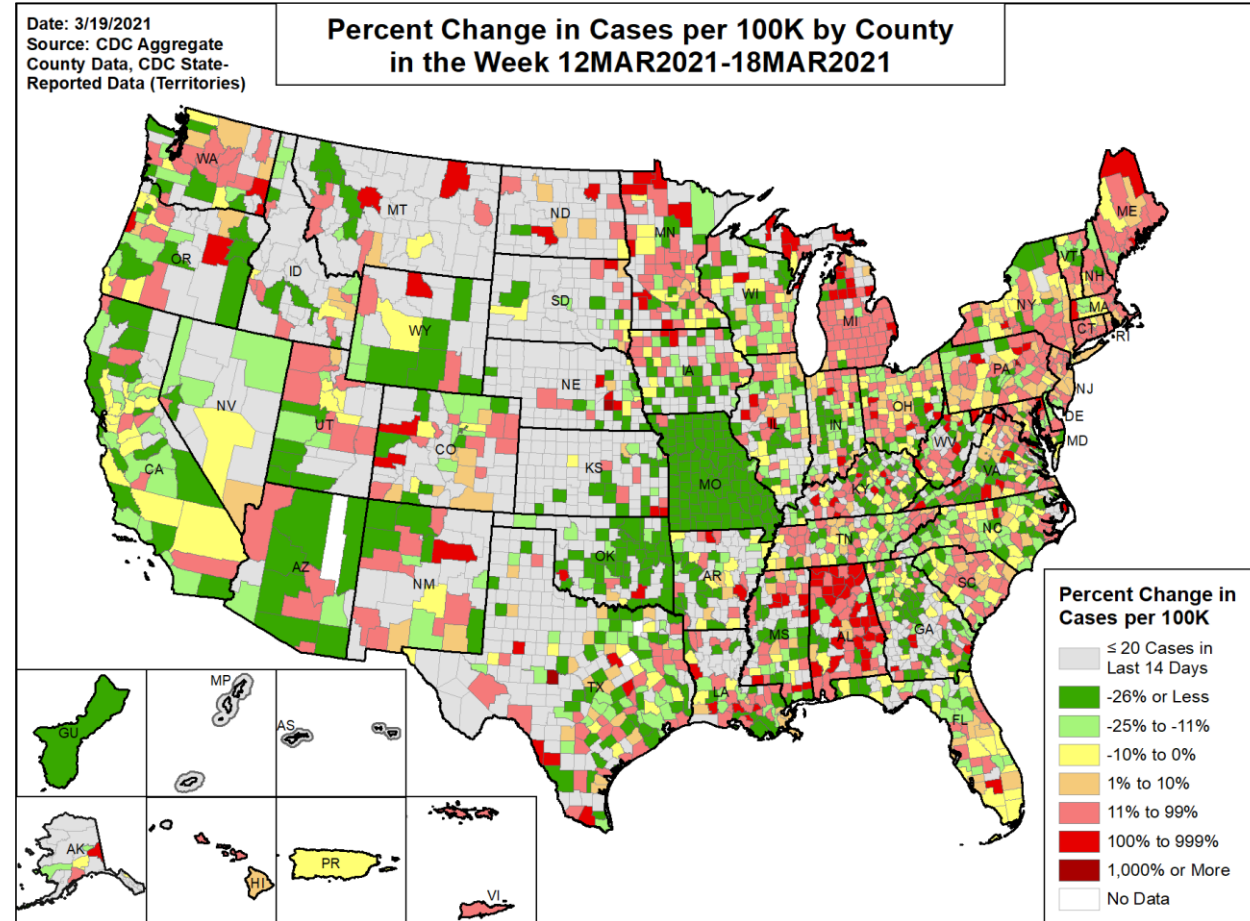 Date: 3/19/2021
Source: CDC Aggregate
County Data, CDC State-
Reported Data (Territories)
Percent Change in Cases per 100K by County
in the Week 12MAR2021-18MAR2021
WA
MT
ND
MN
ME
OR
ID
SD
WI
MI
VT
NH
NY
MA
CT
RI
WY
IA
NE
PA
NJ
NV
UT
CO
IL
IN
OH
DE
MD
WV
VA
CA
KS
MO
KY
AZ
NM
OK
AR
TN
NC
SC
MS
AL
GA
TX
LA
FL
GU
MP
AS
AK
HI
PR
VI
Percent Change in
Cases per 100K
≤ 20 Cases in
Last 14 Days
-26% or Less
-25% to -11%
-10% to 0%
1% to 10%
11% to 99%
100% to 999%
1,000% or More
No Data